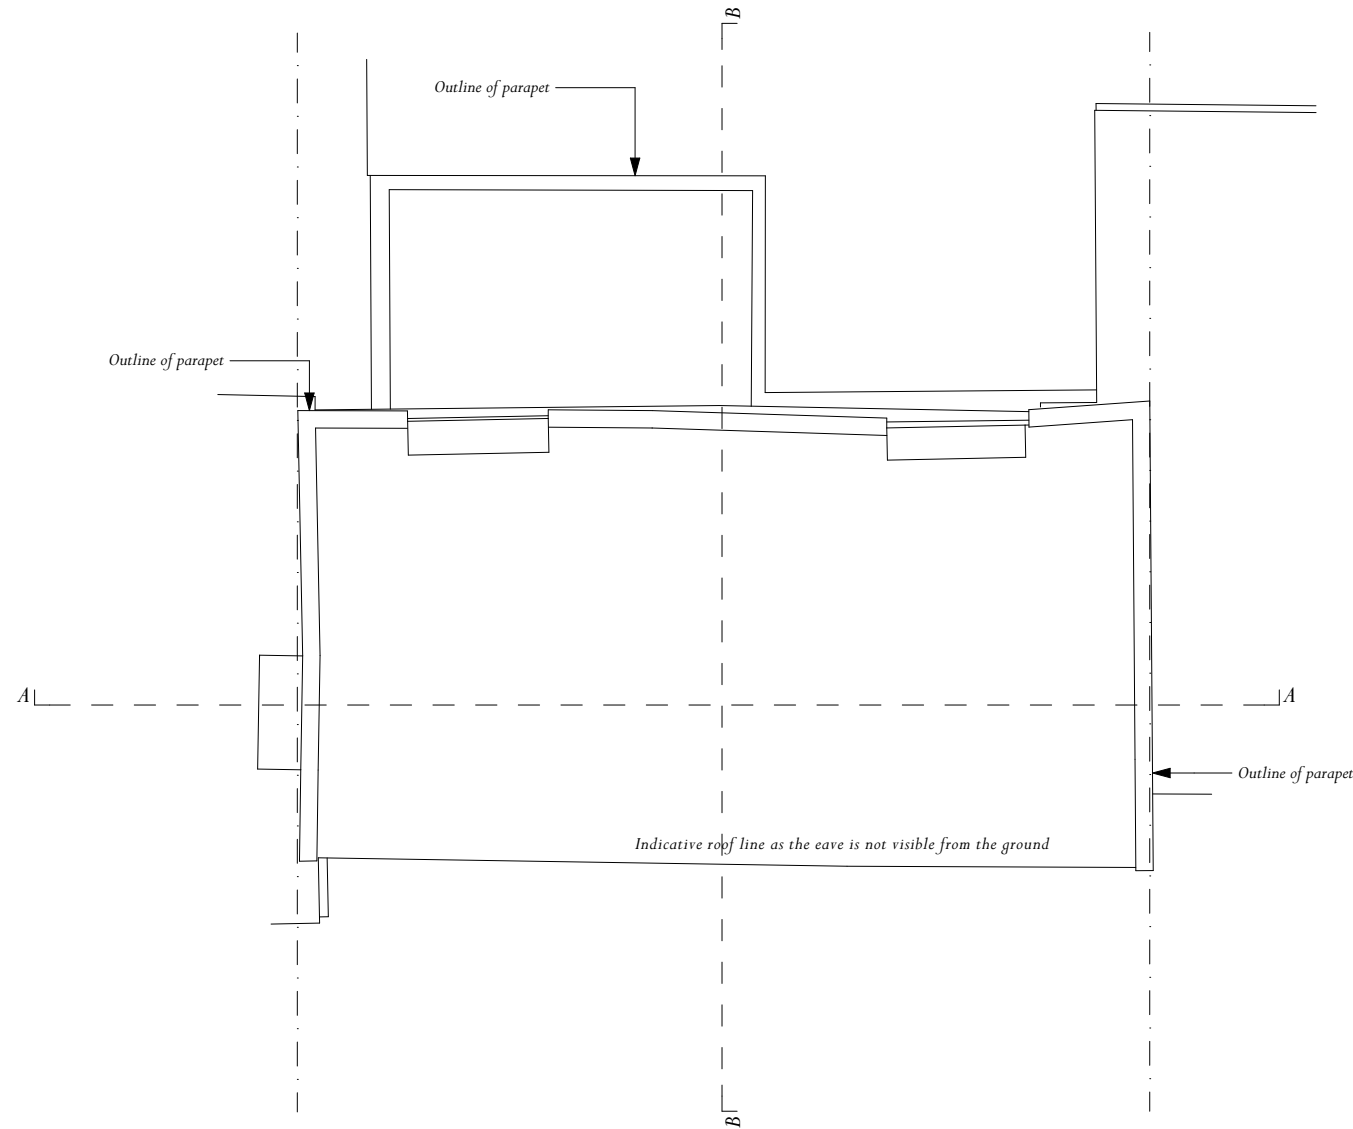 B
Outline of parapet
Outline of parapet
A
A
Outline of parapet
Indicative roof line as the eave is not visible from the ground
B